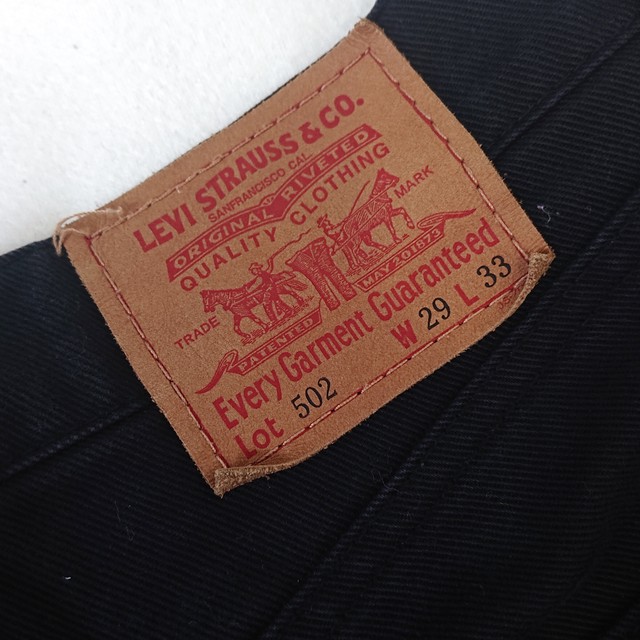 LEVI STRAUSS & CO.
SANFRANCISCO CAL.
ORIGINAL RIVETED
QUALITY CLOTHING
TRADE MARK
PATENTED MAY 20 1873
Every Garment Guaranteed
Lot 502 W 29 L 33